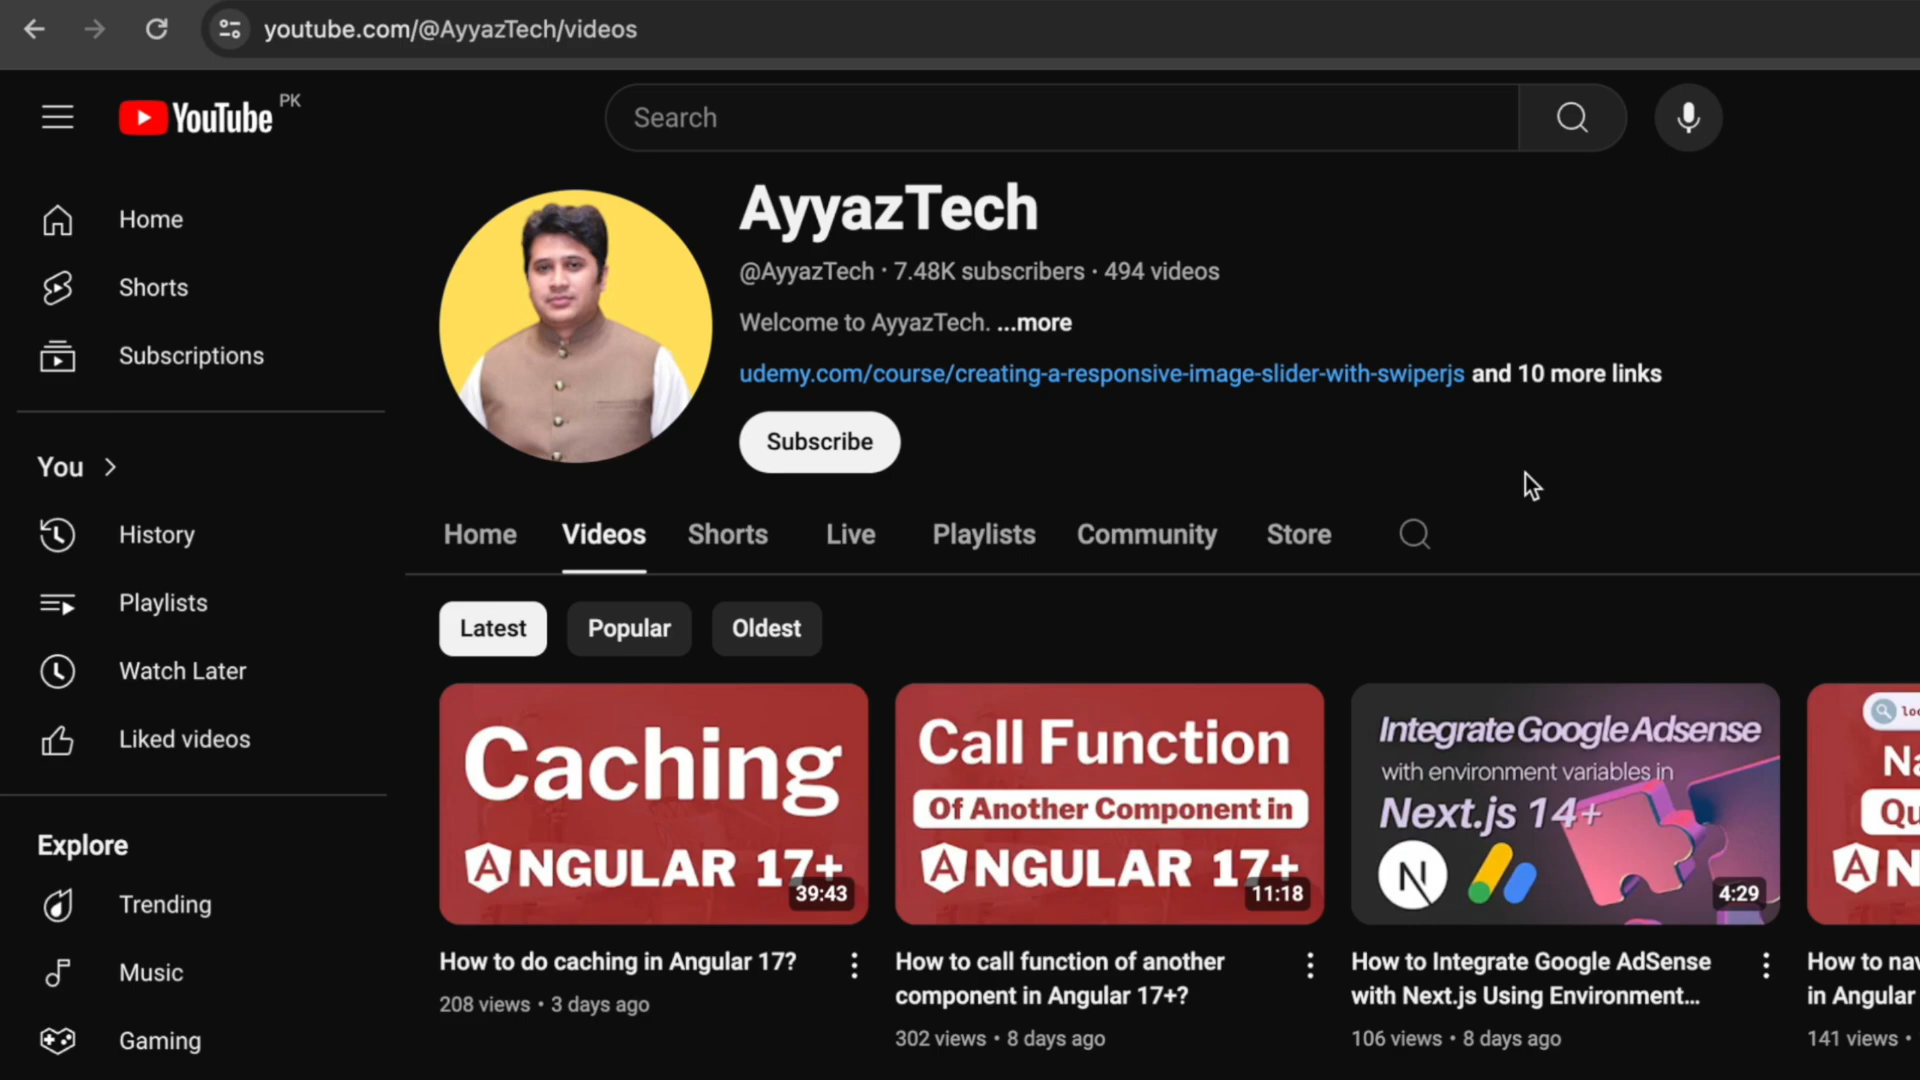 youtube.com/@AyyazTech/videos
YouTube PK
Search
Home
Shorts
Subscriptions
You
History
Playlists
Watch Later
Liked videos
Explore
Trending
Music
Gaming
AyyazTech
@AyyazTech · 7.48K subscribers · 494 videos
Welcome to AyyazTech. ...more
udemy.com/course/creating-a-responsive-image-slider-with-swiperjs and 10 more links
Subscribe
Home Videos Shorts Live Playlists Community Store
Latest Popular Oldest
Caching
ANGULAR 17+
39:43
How to do caching in Angular 17?
208 views · 3 days ago
Call Function
Of Another Component in
ANGULAR 17+
11:18
How to call function of another
component in Angular 17+?
302 views · 8 days ago
Integrate Google Adsense
with environment variables in
Next.js 14+
N
4:29
How to Integrate Google AdSense
with Next.js Using Environment...
106 views · 8 days ago
How to
in Angular
141 views ·